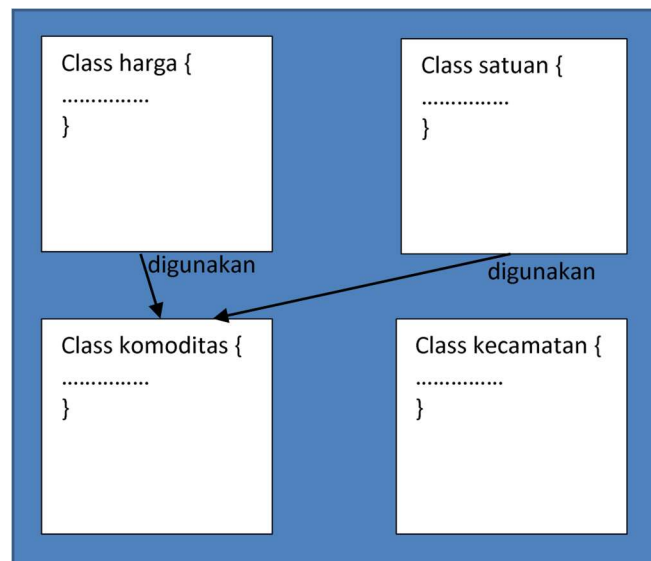 Class harga {
...............
}
Class satuan {
...............
}
digunakan
digunakan
Class komoditas {
...............
}
Class kecamatan {
...............
}